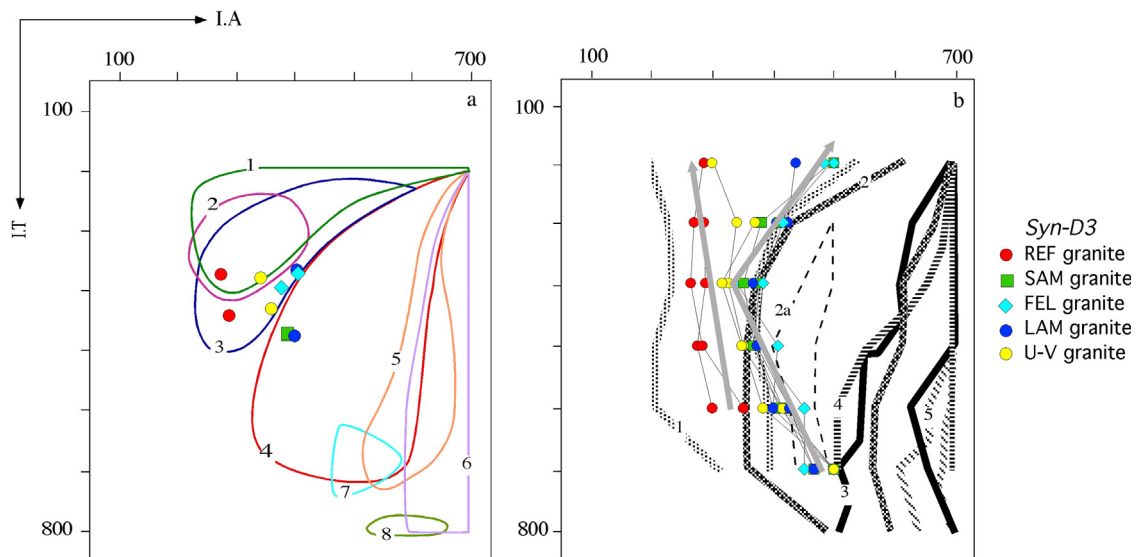 I.A
I.T
100 700
a
100
800
1
2
3
4
5
6
7
8
100 700
b
100
800
2
2a
1
4
5
3
Syn-D3
REF granite
SAM granite
FEL granite
LAM granite
U-V granite